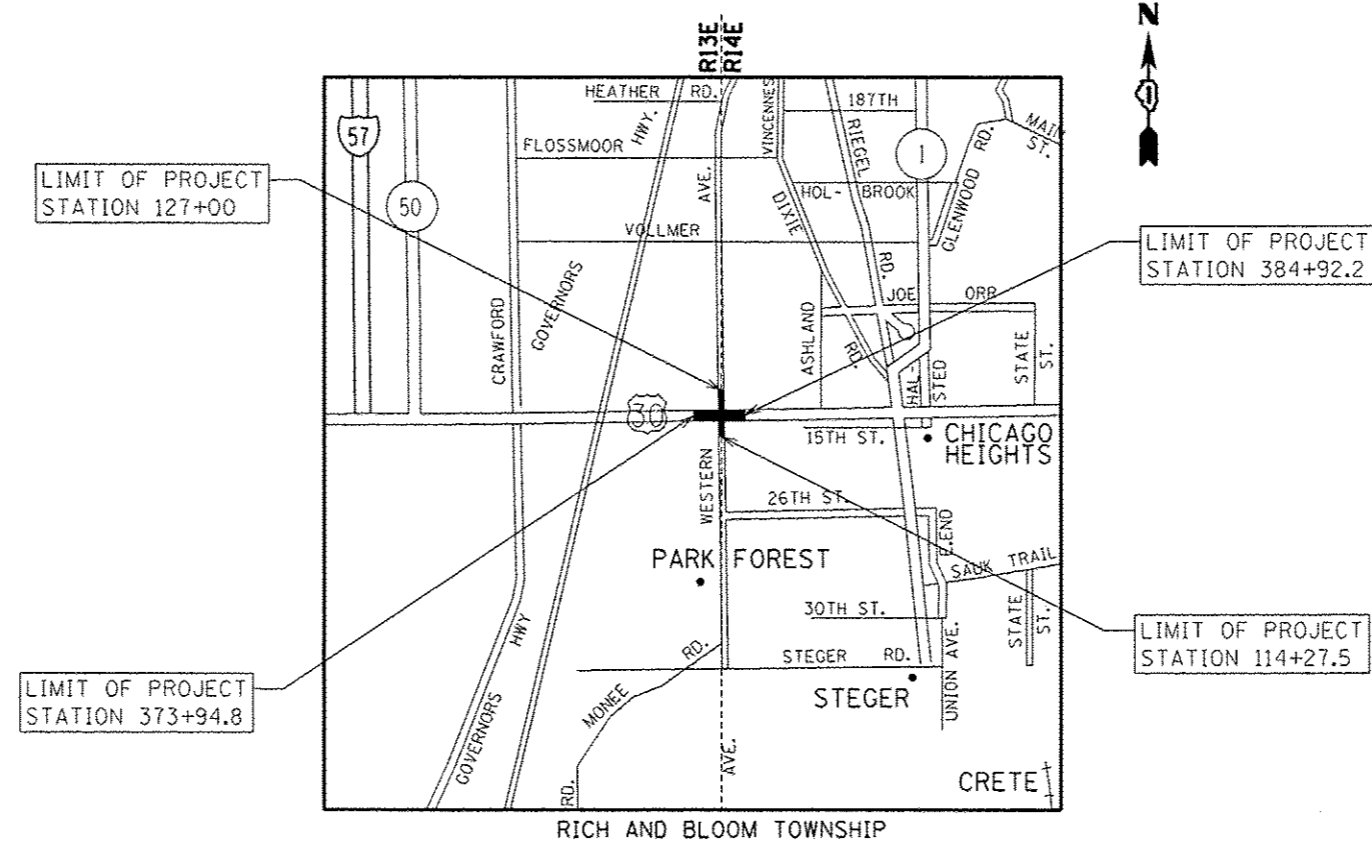 N
R13E
R14E
HEATHER RD.
187TH
57
FLOSSMOOR
HWY.
VINCENNES
RIEGEL
1
RD.
MAIN
ST.
LIMIT OF PROJECT
STATION 127+00
50
AVE.
HOL- BROOK
GLENWOOD
DIXIE
VOLLMER
LIMIT OF PROJECT
STATION 384+92.2
RD.
JOE ORR
CRAWFORD
GOVERNORS
ASHLAND
RD.
HAL-
STED
STATE
ST.
30
15TH ST.
CHICAGO
HEIGHTS
WESTERN
26TH ST.
E.END
PARK FOREST
SAUK TRAIL
30TH ST.
STATE
ST.
LIMIT OF PROJECT
STATION 114+27.5
HWY
RD.
STEGER RD.
UNION AVE.
LIMIT OF PROJECT
STATION 373+94.8
MONEE
STEGER
GOVERNORS
AVE.
RD.
CRETE
RICH AND BLOOM TOWNSHIP